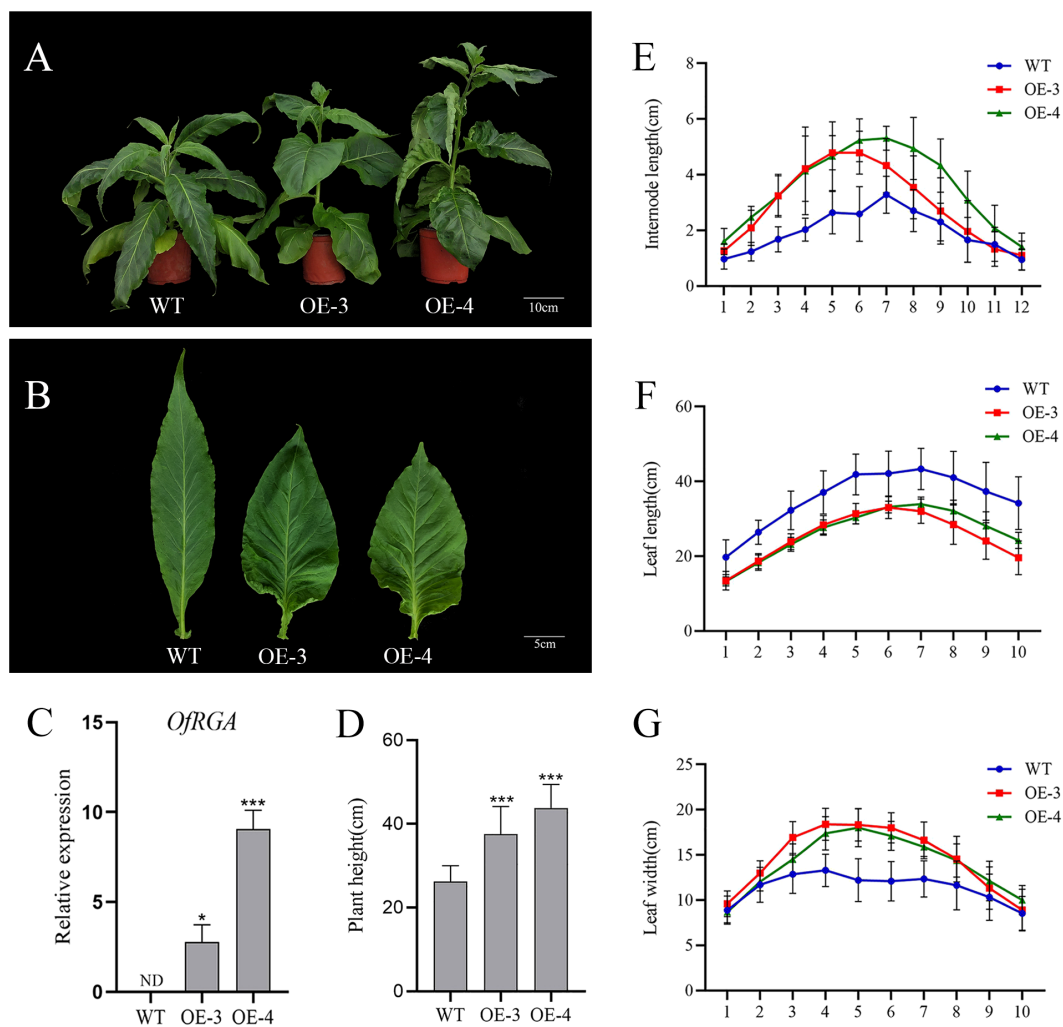 A
WT
OE-3
OE-4
10cm
B
WT
OE-3
OE-4
5cm
C
OfRGA
Relative expression
15
10
5
0
ND
*
***
WT
OE-3
OE-4
D
Plant height(cm)
60
40
20
0
***
***
WT
OE-3
OE-4
E
Internode length(cm)
8
6
4
2
0
WT
OE-3
OE-4
1 2 3 4 5 6 7 8 9 10 11 12
F
Leaf length(cm)
60
40
20
0
WT
OE-3
OE-4
1 2 3 4 5 6 7 8 9 10
G
Leaf width(cm)
25
20
15
10
5
0
WT
OE-3
OE-4
1 2 3 4 5 6 7 8 9 10